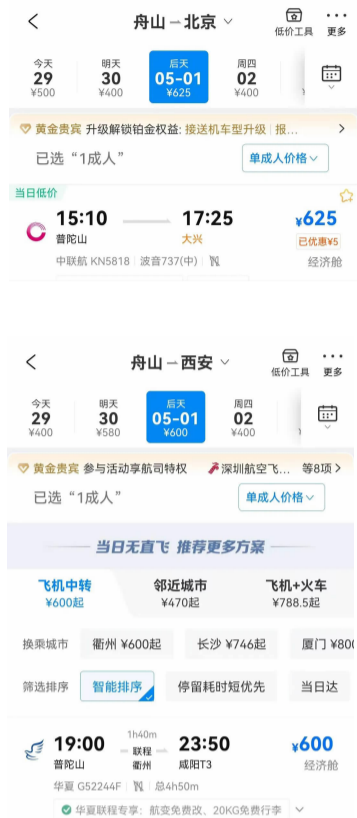 舟山—北京
低价工具 更多
今天 明天 后天 周四
29 30 05-01 02
¥500 ¥400 ¥625 ¥400
黄金贵宾 升级解锁铂金权益: 接送机车型升级 | 报...
已选“1成人” 单成人价格
当日低价
15:10 17:25 ¥625
普陀山 大兴 已优惠¥5
中联航 KN5818 波音737(中) 经济舱
舟山—西安
低价工具 更多
今天 明天 后天 周四
29 30 05-01 02
¥400 ¥580 ¥600 ¥400
黄金贵宾 参与活动享航司特权 深圳航空飞... 等8项
已选“1成人” 单成人价格
当日无直飞 推荐更多方案
飞机中转 邻近城市 飞机+火车
¥600起 ¥470起 ¥788.5起
换乘城市 衢州 ¥600起 长沙 ¥746起 厦门 ¥800
筛选排序 智能排序 停留耗时短优先 当日达
1h40m
19:00 联程 23:50 ¥600
普陀山 衢州 咸阳T3 经济舱
华夏 G52244F 总4h50m
华夏联程专享: 航变免费改、20KG免费行李